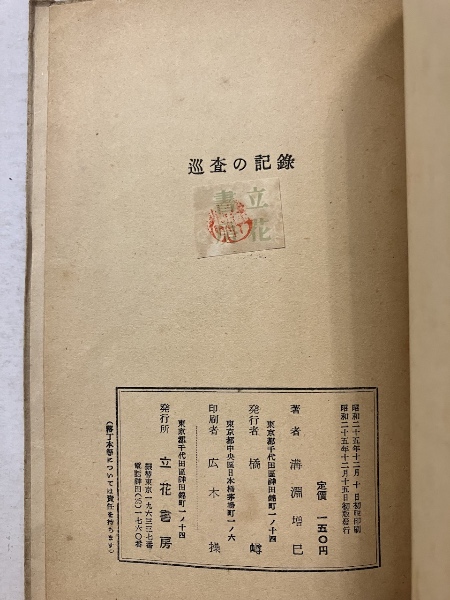 巡査の記錄
立花
書房
昭和二十五年十二月 十 日初版印刷
昭和二十五年十二月十五日初版發行
定價 一五〇円
著者 溝淵增巳
東京都千代田區神田錦町一ノ十四
発行者 橘
東京都中央區日本橋茅場町一ノ六
印刷者 広木 操
東京都千代田區神田錦町一ノ十四
発行所 立花書房
振替東京一九六三三七番
電話神田(25)一七六〇番
(落丁本等については責任を持ちます)